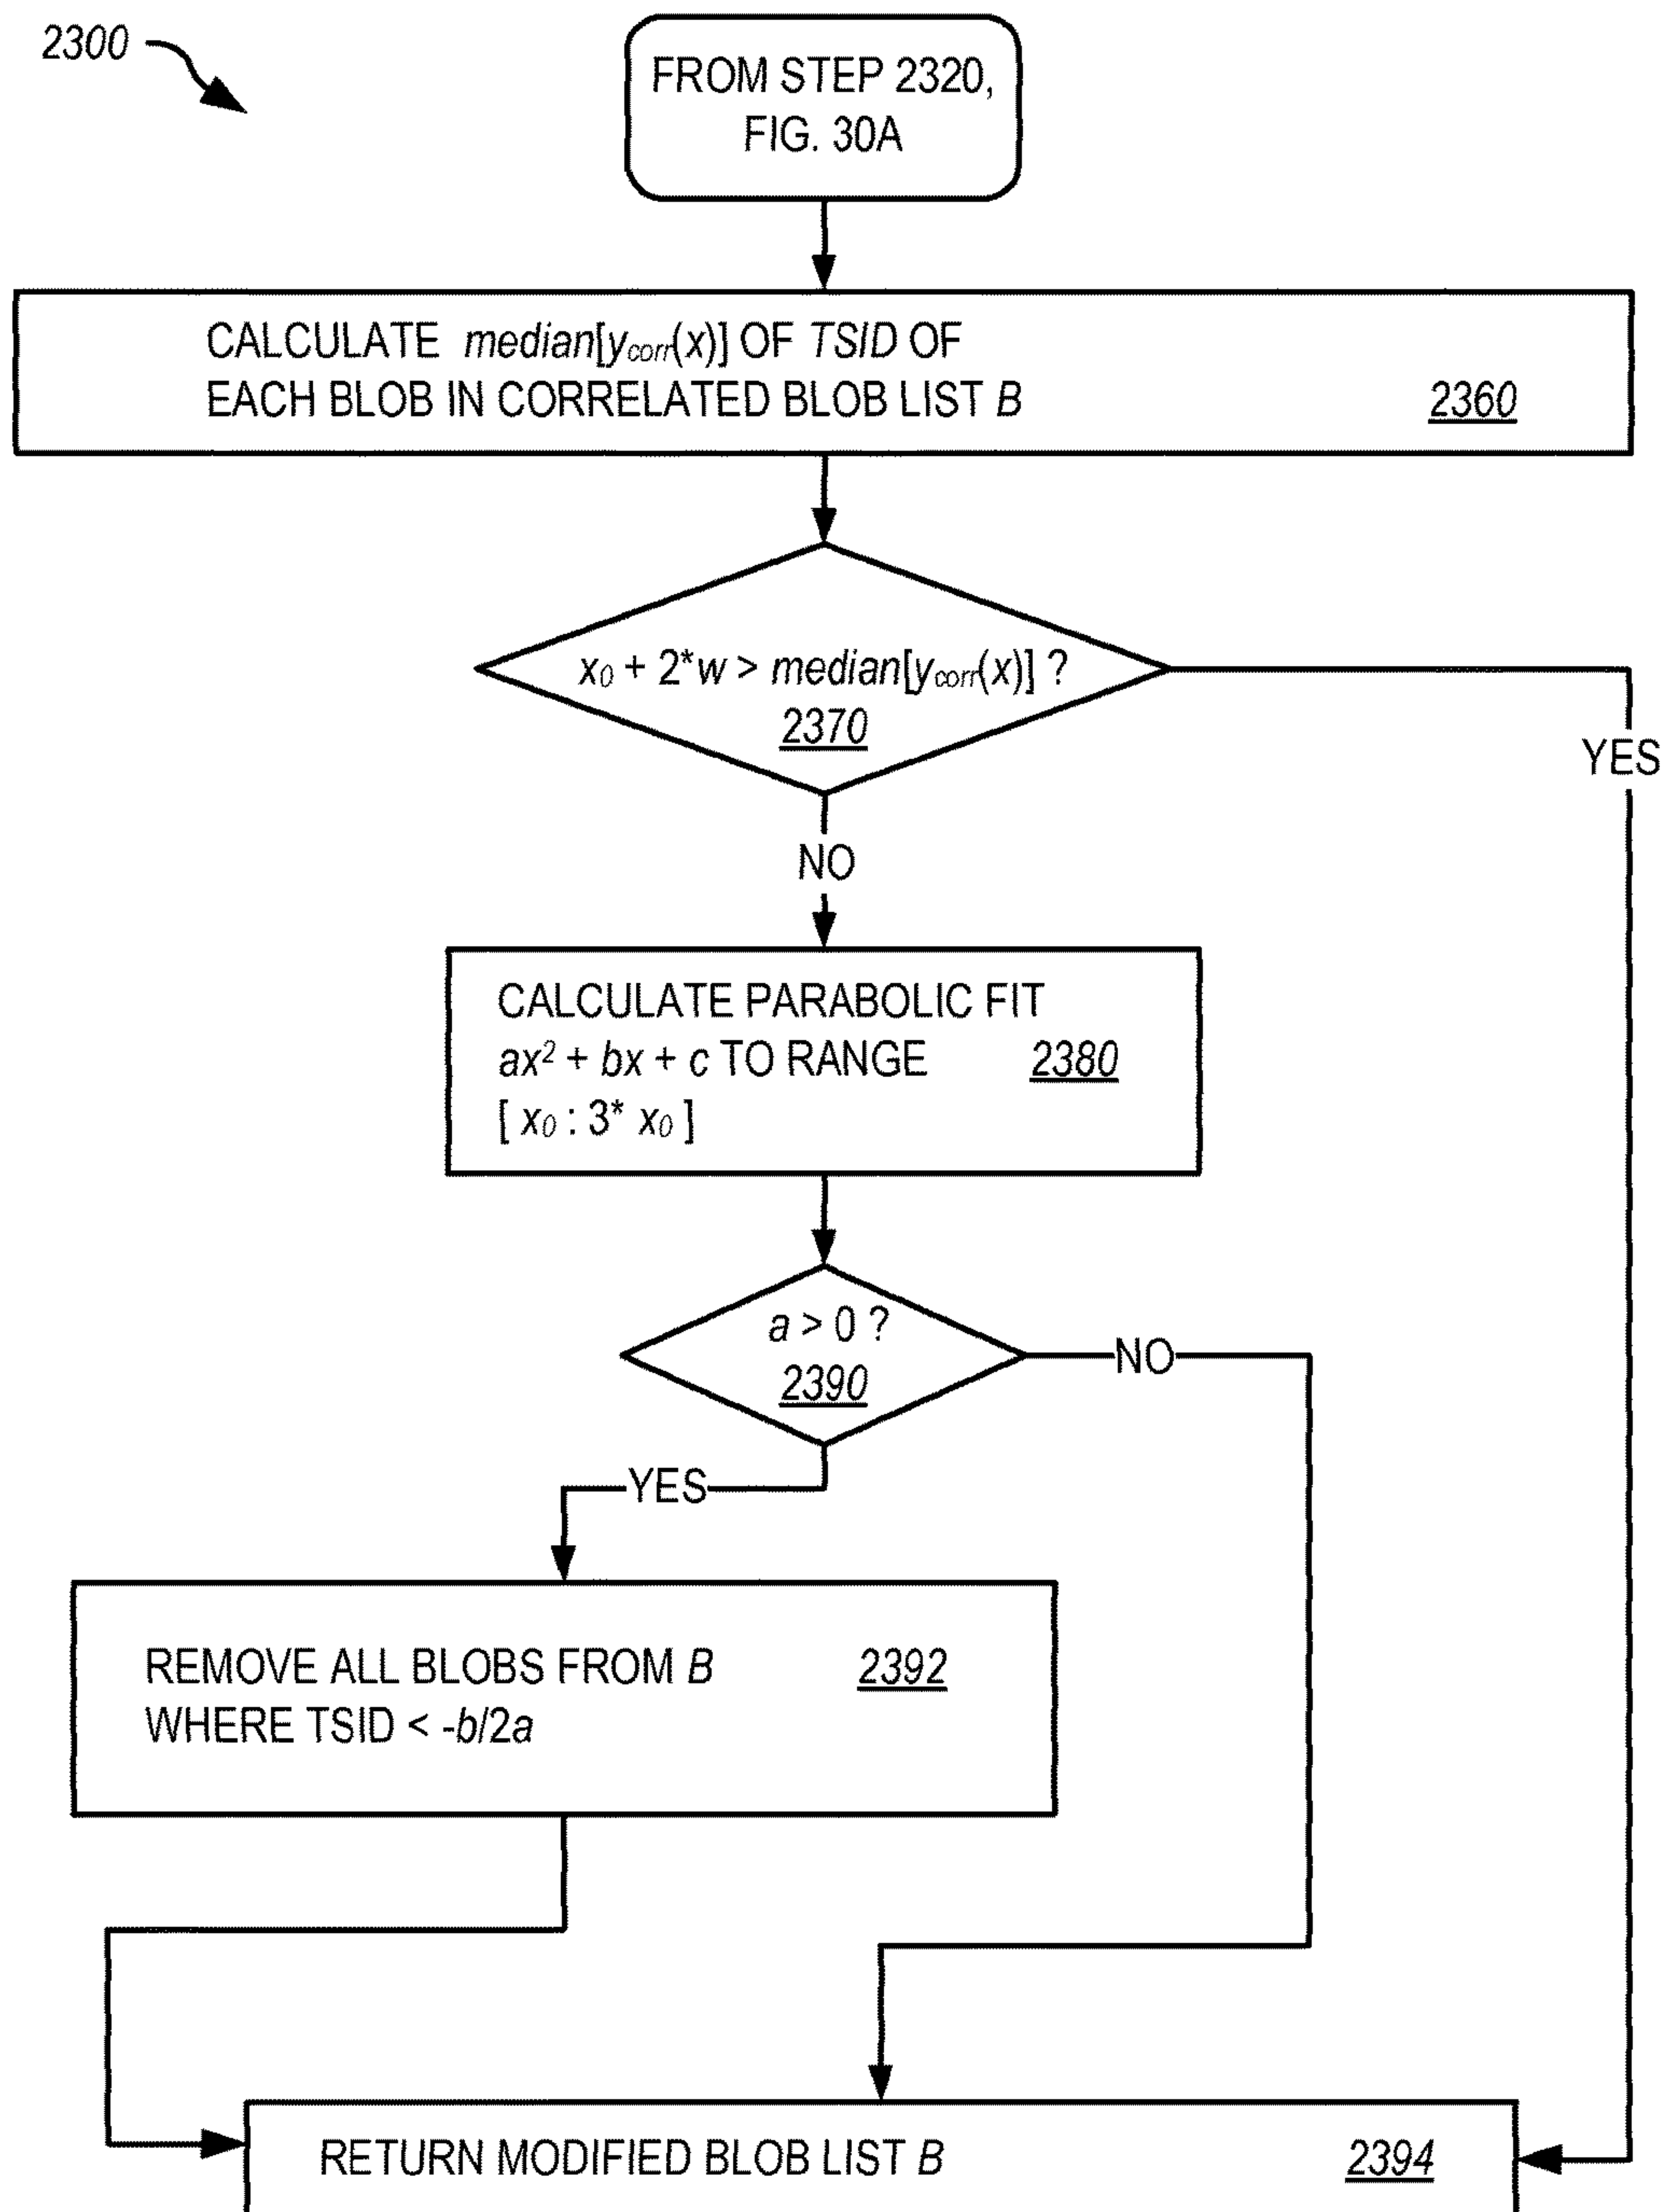 2300
FROM STEP 2320,
FIG. 30A
CALCULATE median[ycorr(x)] OF TSID OF
EACH BLOB IN CORRELATED BLOB LIST B 2360
x0 + 2*w > median[ycorr(x)] ?
2370
YES
NO
CALCULATE PARABOLIC FIT
ax² + bx + c TO RANGE 2380
[ x0 : 3* x0 ]
a > 0 ?
NO
2390
YES
REMOVE ALL BLOBS FROM B 2392
WHERE TSID < -b/2a
RETURN MODIFIED BLOB LIST B 2394